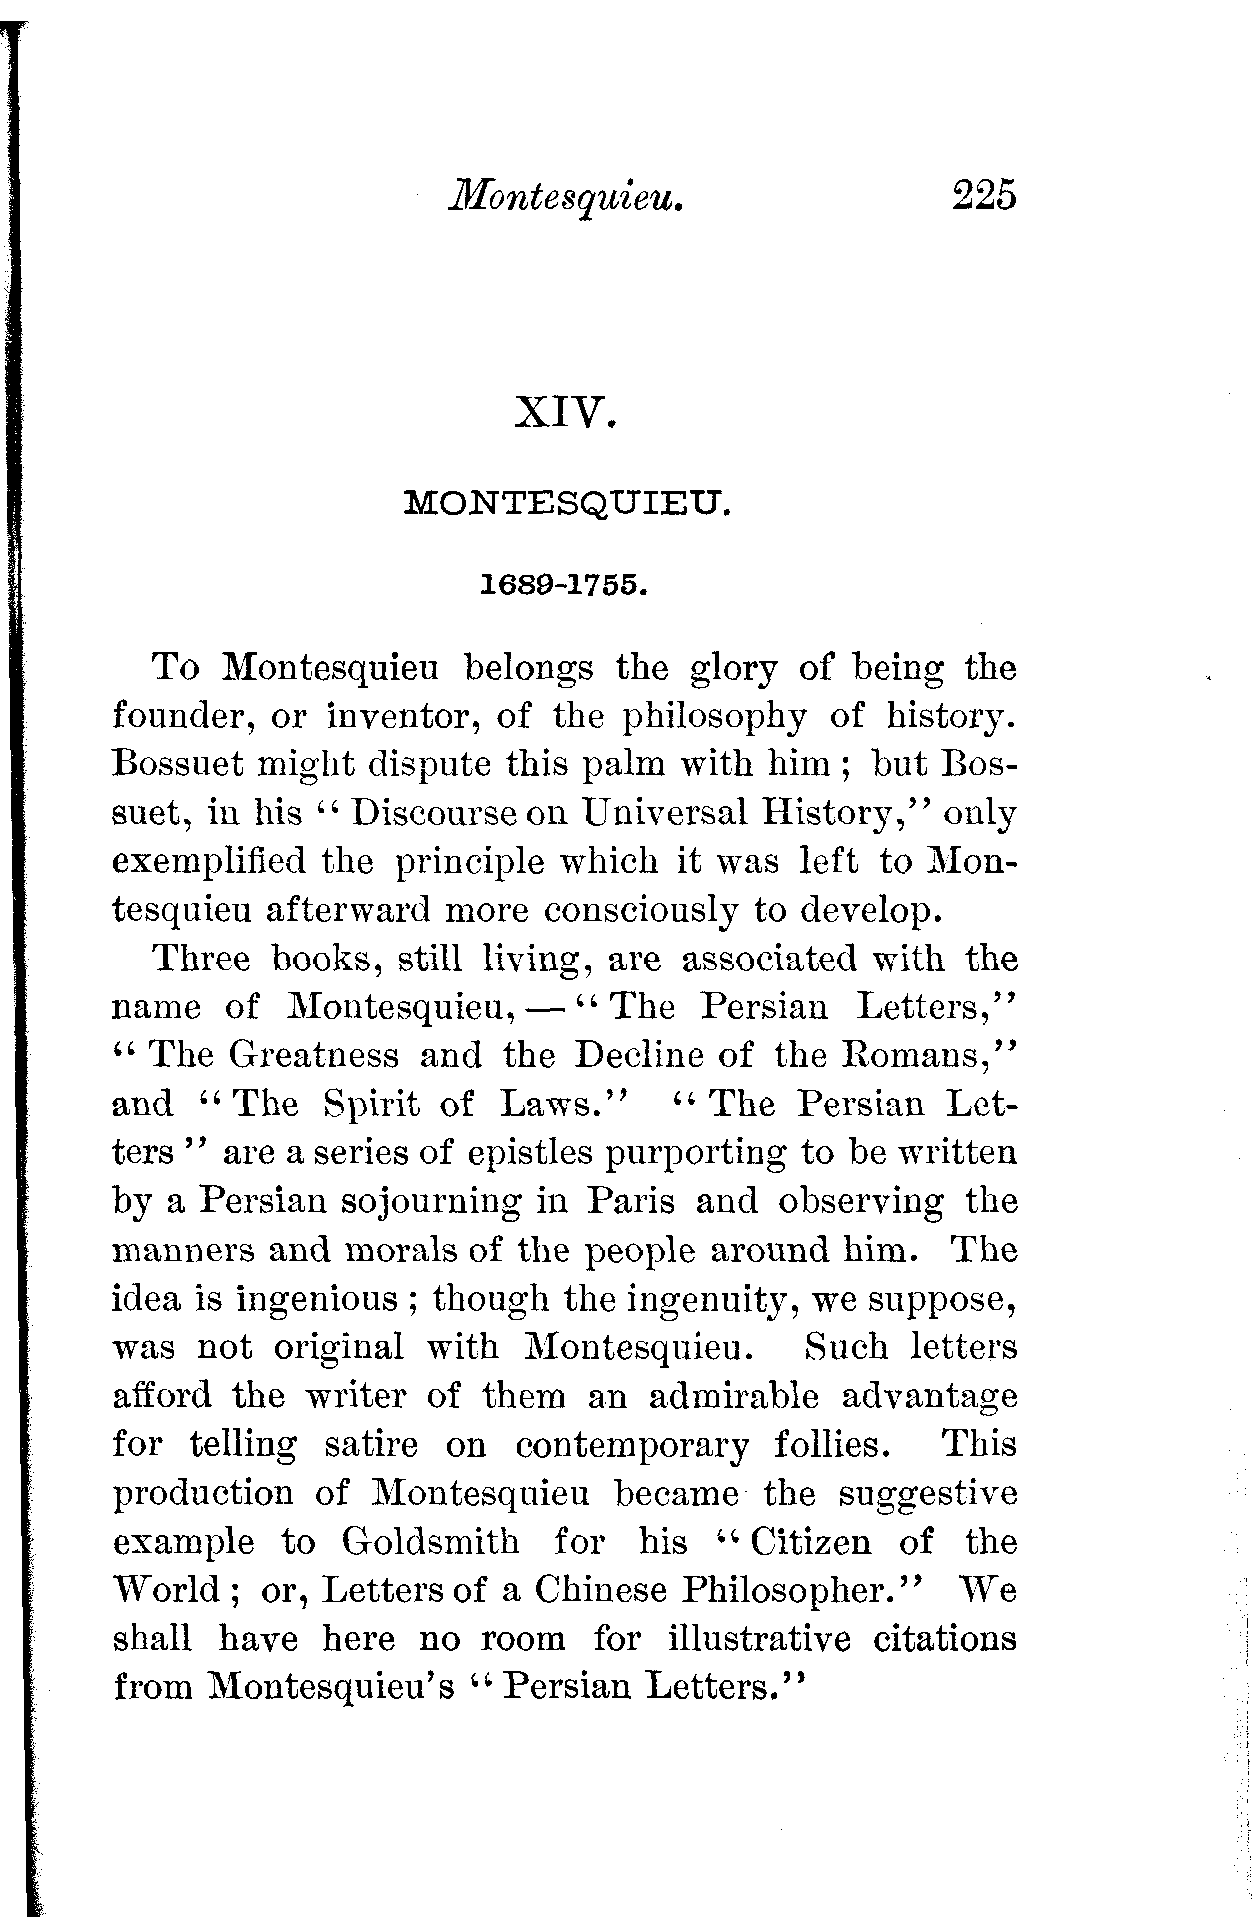 Montesquieu. 225
XIV.
MONTESQUIEU.
1689-1755.
To Montesquieu belongs the glory of being the
founder, or inventor, of the philosophy of history.
Bossuet might dispute this palm with him ; but Bos-
suet, in his “ Discourse on Universal History,” only
exemplified the principle which it was left to Mon-
tesquieu afterward more consciously to develop.
Three books, still living, are associated with the
name of Montesquieu, — “ The Persian Letters,”
“ The Greatness and the Decline of the Romans,”
and “ The Spirit of Laws.” “ The Persian Let-
ters ” are a series of epistles purporting to be written
by a Persian sojourning in Paris and observing the
manners and morals of the people around him. The
idea is ingenious ; though the ingenuity, we suppose,
was not original with Montesquieu. Such letters
afford the writer of them an admirable advantage
for telling satire on contemporary follies. This
production of Montesquieu became the suggestive
example to Goldsmith for his “ Citizen of the
World ; or, Letters of a Chinese Philosopher.” We
shall have here no room for illustrative citations
from Montesquieu's “ Persian Letters.”